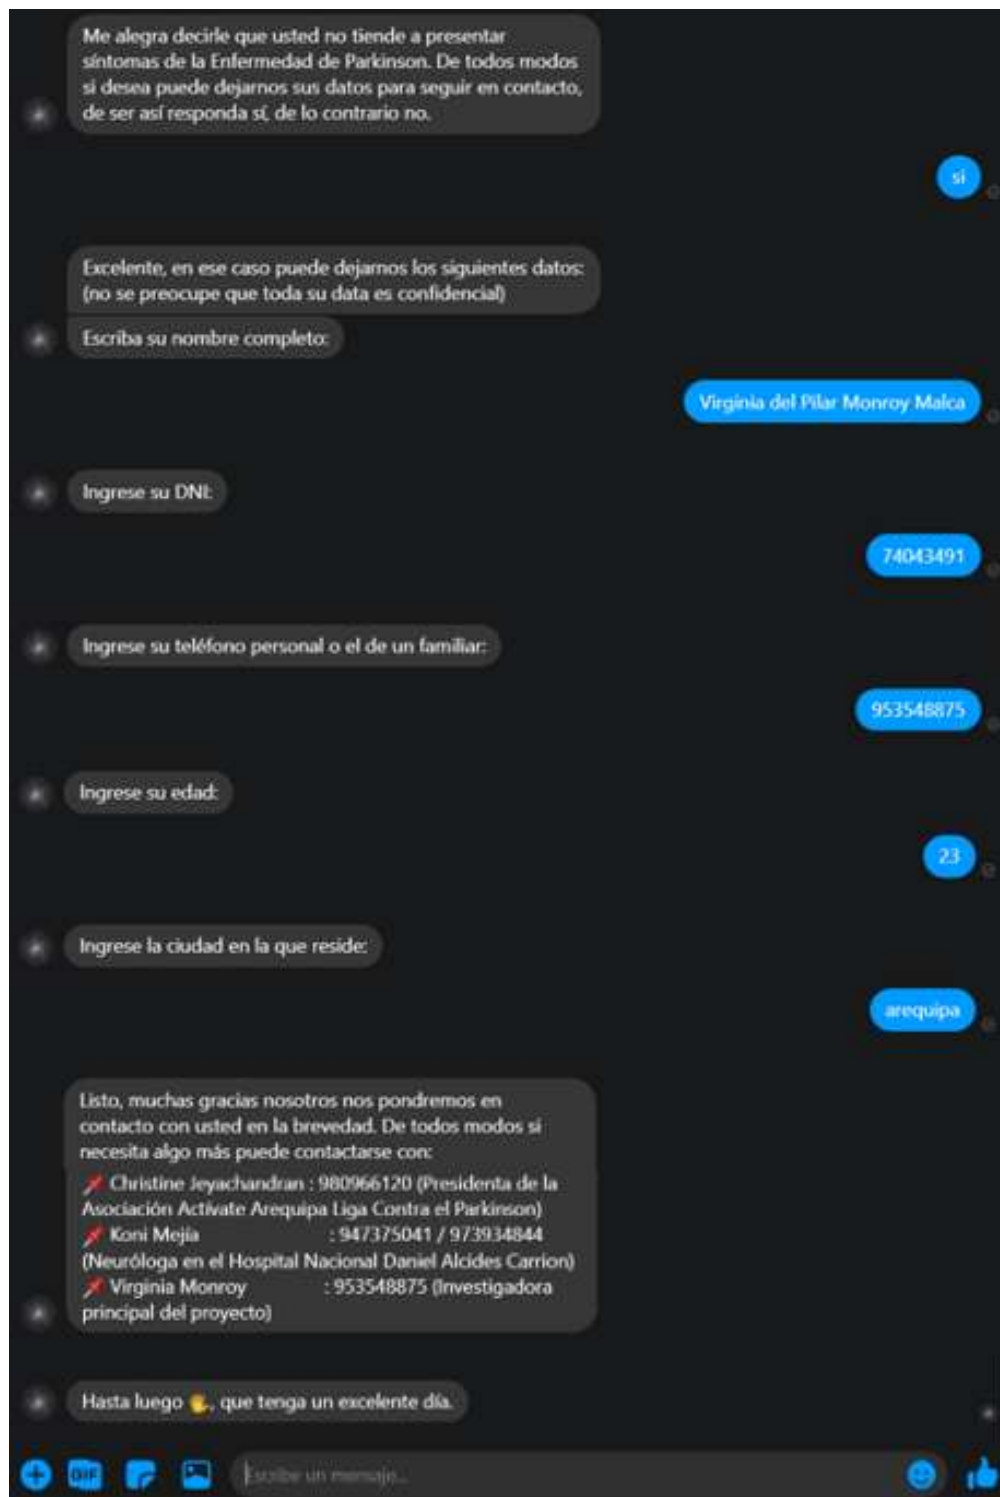 Me alegra decirle que usted no tiende a presentar
síntomas de la Enfermedad de Parkinson. De todos modos
si desea puede dejarnos sus datos para seguir en contacto,
de ser así responda sí, de lo contrario no.
si
Excelente, en ese caso puede dejarnos los siguientes datos:
(no se preocupe que toda su data es confidencial)
Escriba su nombre completo:
Virginia del Pilar Monroy Malca
Ingrese su DNI:
74043491
Ingrese su teléfono personal o el de un familiar:
953548875
Ingrese su edad:
23
Ingrese la ciudad en la que reside:
arequipa
Listo, muchas gracias nosotros nos pondremos en
contacto con usted en la brevedad. De todos modos si
necesita algo más puede contactarse con:
📌 Christine Jeyachandran : 980966120 (Presidenta de la
Asociación Actívate Arequipa Liga Contra el Parkinson)
📌 Koni Mejía : 947375041 / 973934844
(Neuróloga en el Hospital Nacional Daniel Alcides Carrion)
📌 Virginia Monroy : 953548875 (Investigadora
principal del proyecto)
Hasta luego 👋, que tenga un excelente día.
GIF
Escribe un mensaje...